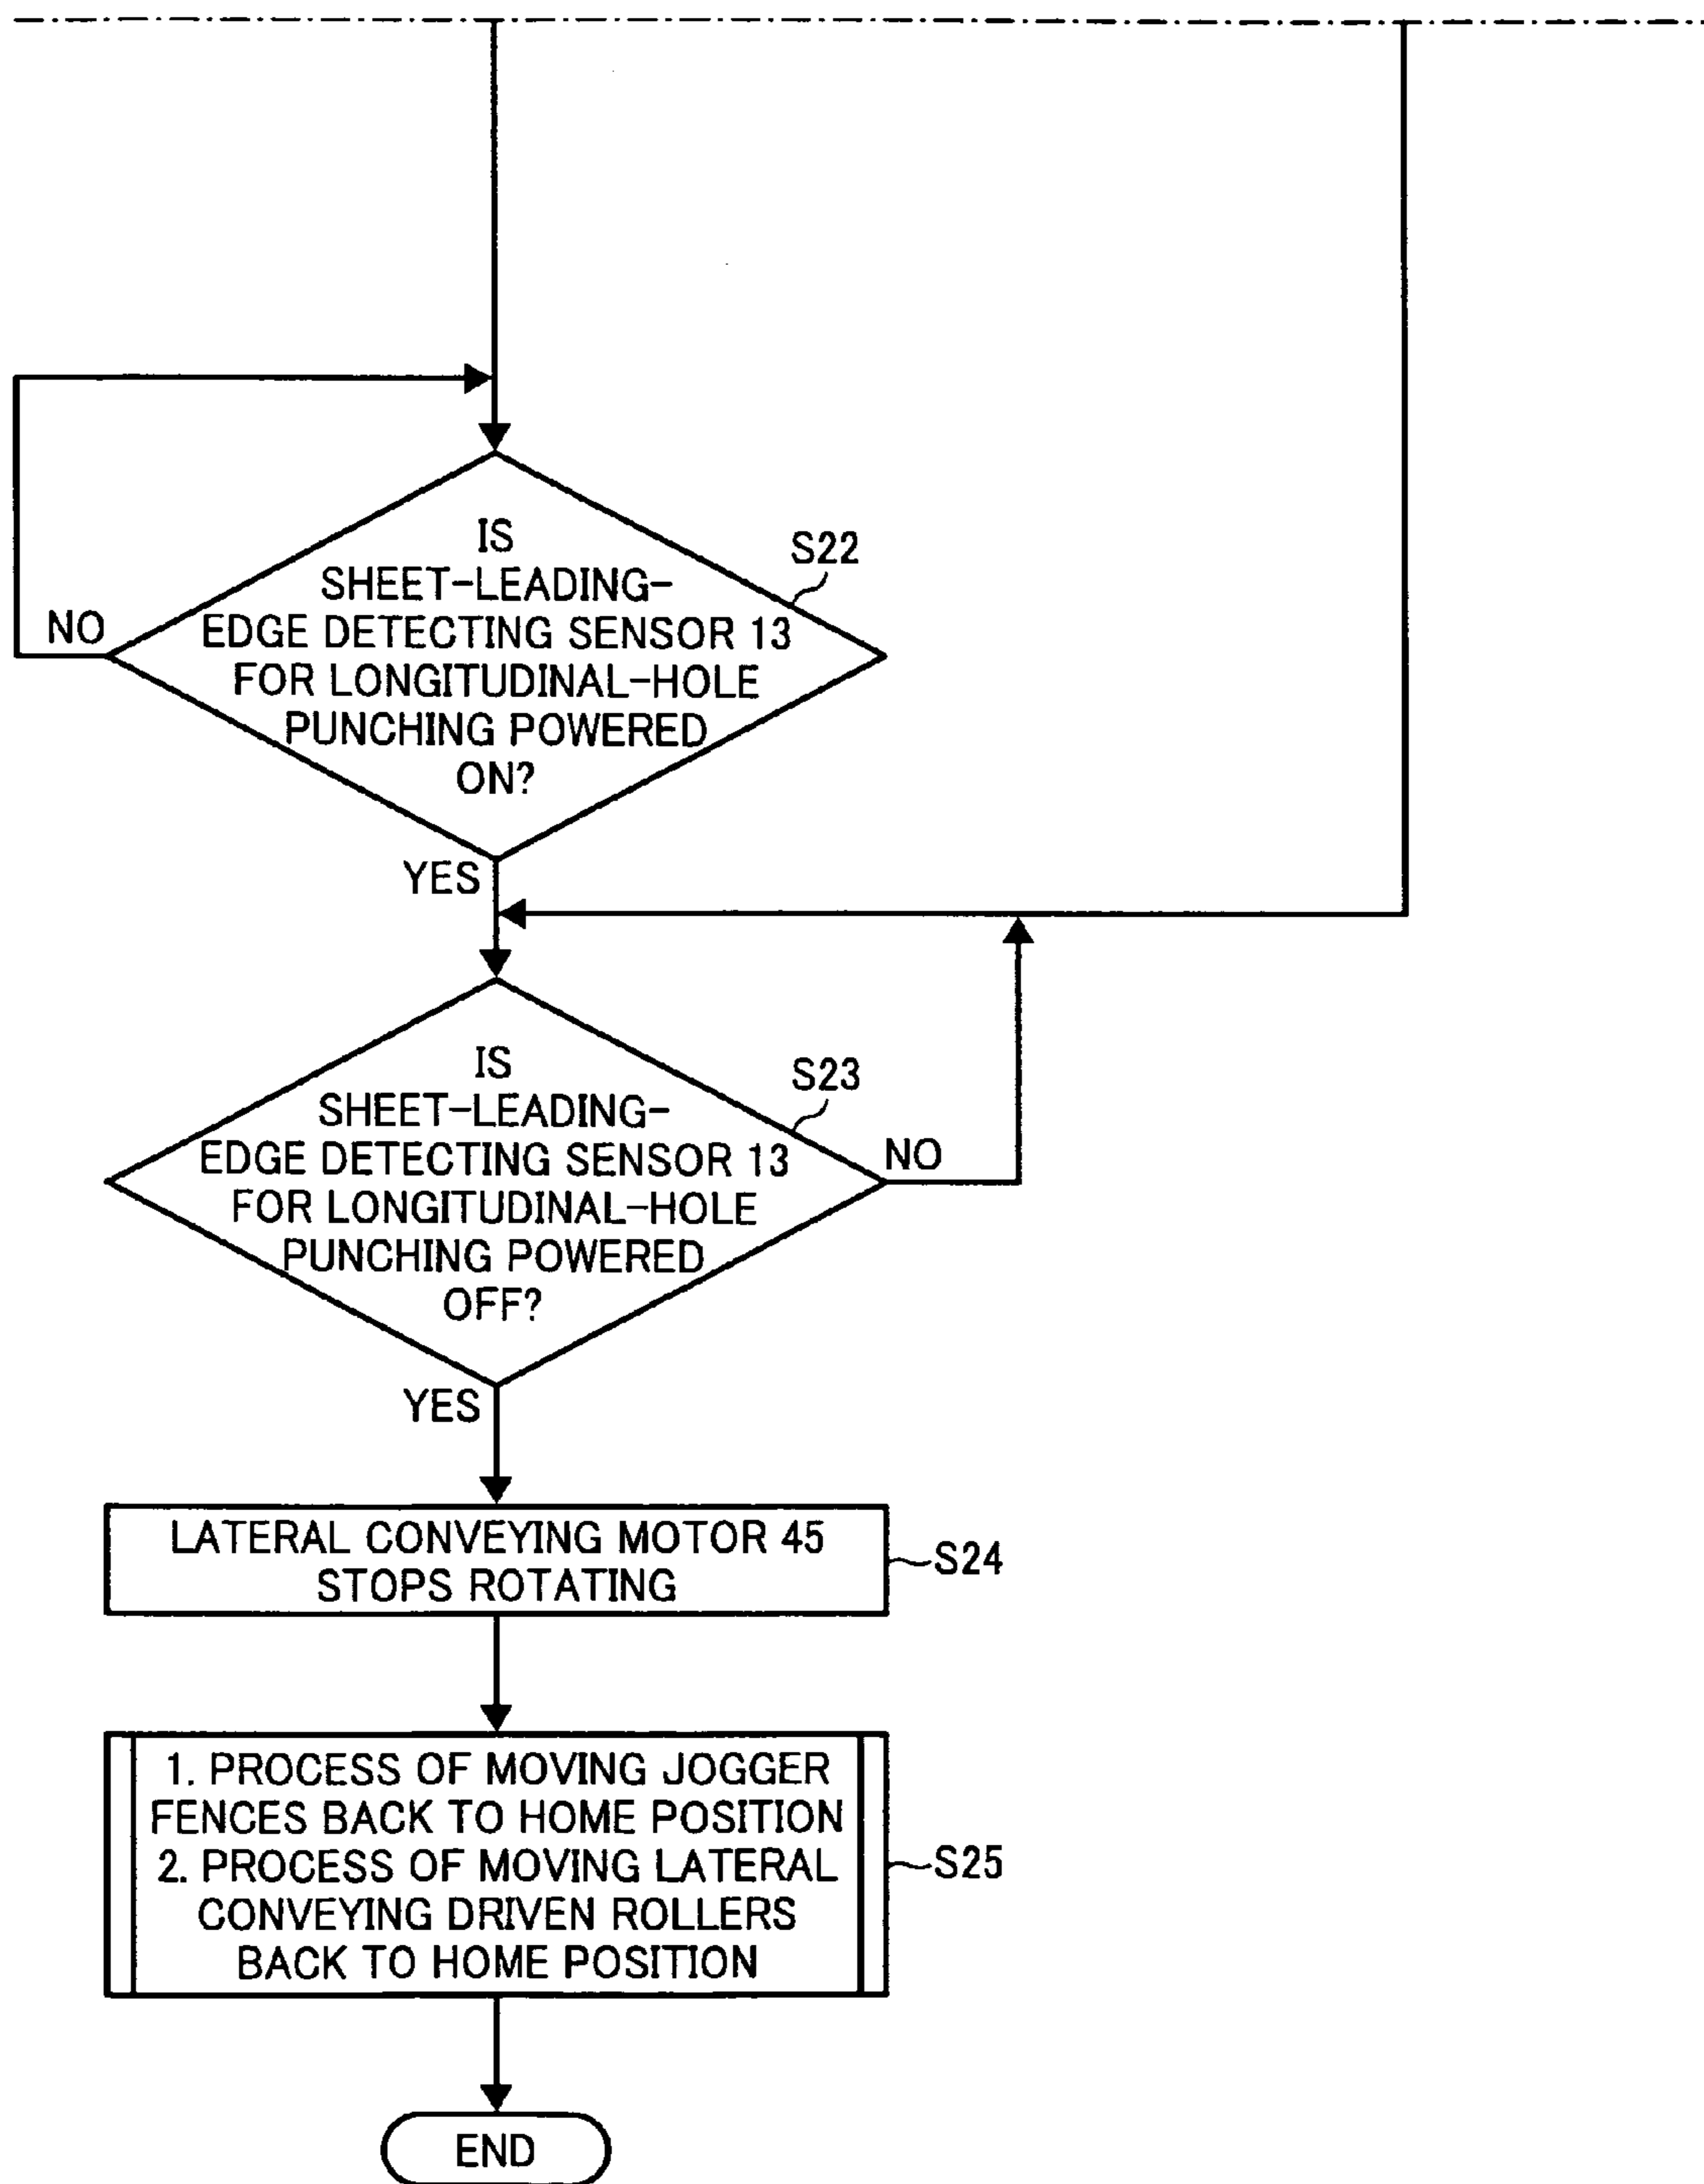 IS
SHEET-LEADING-
EDGE DETECTING SENSOR 13
FOR LONGITUDINAL-HOLE
PUNCHING POWERED
ON?
S22
NO
YES
IS
SHEET-LEADING-
EDGE DETECTING SENSOR 13
FOR LONGITUDINAL-HOLE
PUNCHING POWERED
OFF?
S23
NO
YES
LATERAL CONVEYING MOTOR 45
STOPS ROTATING
S24
1. PROCESS OF MOVING JOGGER
FENCES BACK TO HOME POSITION
2. PROCESS OF MOVING LATERAL
CONVEYING DRIVEN ROLLERS
BACK TO HOME POSITION
S25
END